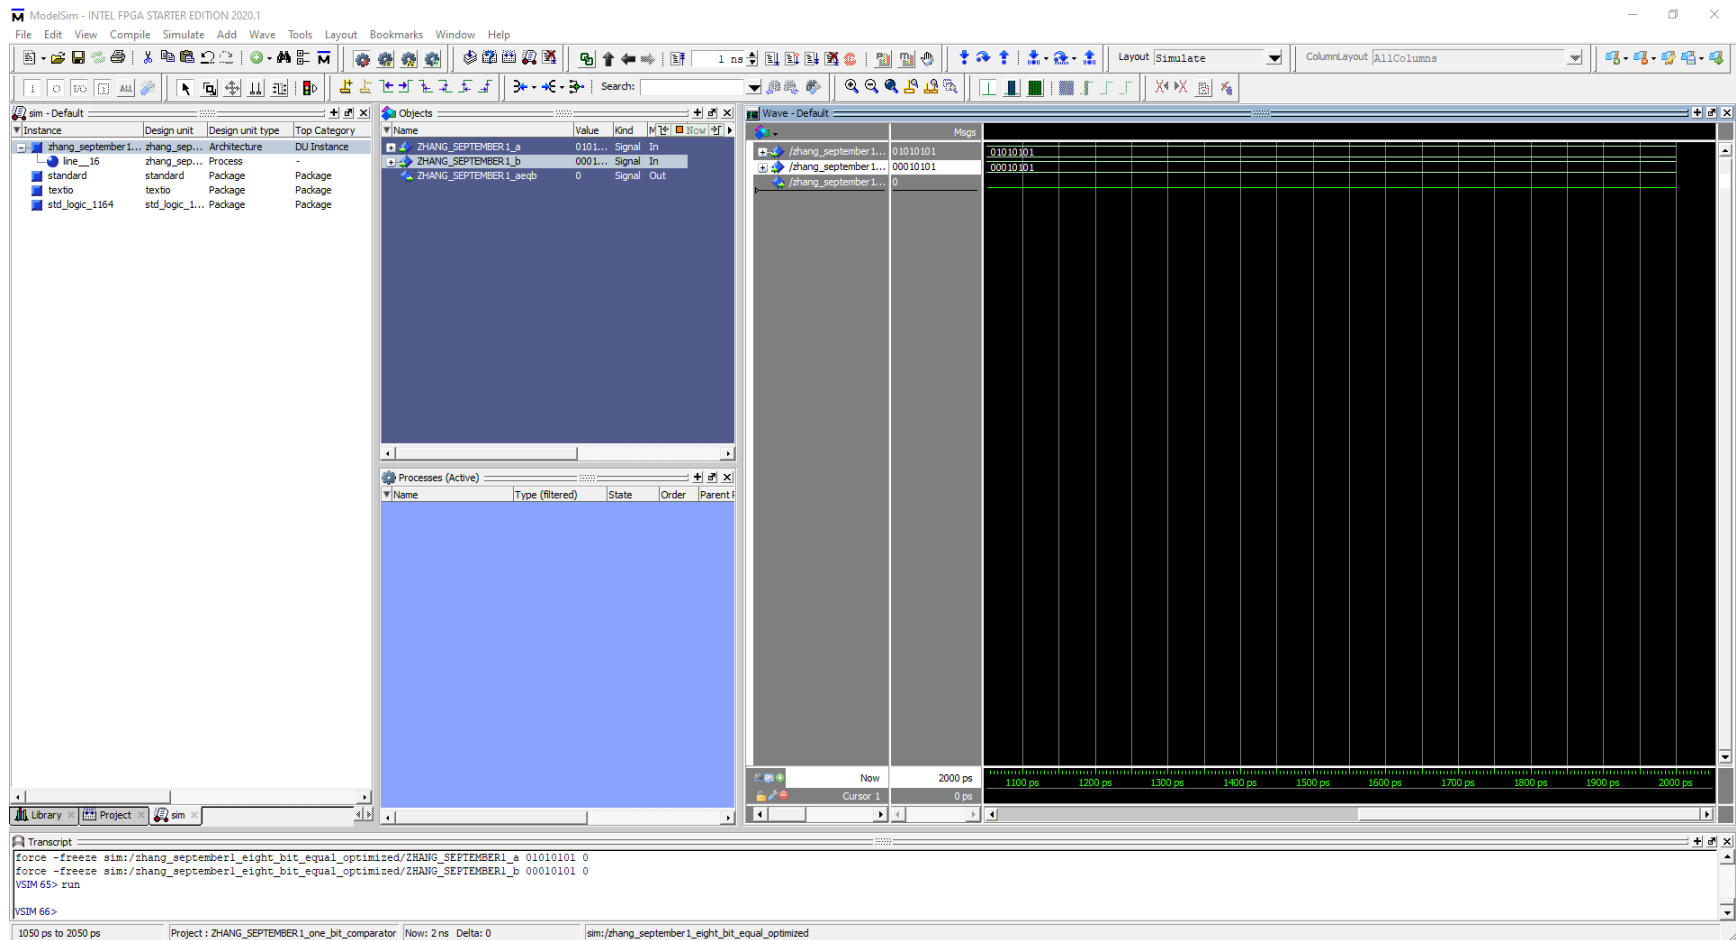 ModelSim - INTEL FPGA STARTER EDITION 2020.1
File Edit View Compile Simulate Add Wave Tools Layout Bookmarks Window Help
1 ns
Layout Simulate
ColumnLayout AllColumns
Search:
sim - Default
Instance Design unit Design unit type Top Category
zhang_september1... zhang_sep... Architecture DU Instance
line__16 zhang_sep... Process -
standard standard Package Package
textio textio Package Package
std_logic_1164 std_logic_1... Package Package
Library Project sim
Objects
Name Value Kind M Now
ZHANG_SEPTEMBER1_a 0101... Signal In
ZHANG_SEPTEMBER1_b 0001... Signal In
ZHANG_SEPTEMBER1_aeqb 0 Signal Out
Processes (Active)
Name Type (filtered) State Order Parent
Wave - Default
Msgs
/zhang_september1... 01010101 01010101
/zhang_september1... 00010101 00010101
/zhang_september1... 0
Now 2000 ps
Cursor 1 0 ps
1100 ps 1200 ps 1300 ps 1400 ps 1500 ps 1600 ps 1700 ps 1800 ps 1900 ps 2000 ps
Transcript
force -freeze sim:/zhang_september1_eight_bit_equal_optimized/ZHANG_SEPTEMBER1_a 01010101 0
force -freeze sim:/zhang_september1_eight_bit_equal_optimized/ZHANG_SEPTEMBER1_b 00010101 0
VSIM 65> run
VSIM 66>
1050 ps to 2050 ps Project : ZHANG_SEPTEMBER1_one_bit_comparator Now: 2 ns Delta: 0 sim:/zhang_september1_eight_bit_equal_optimized